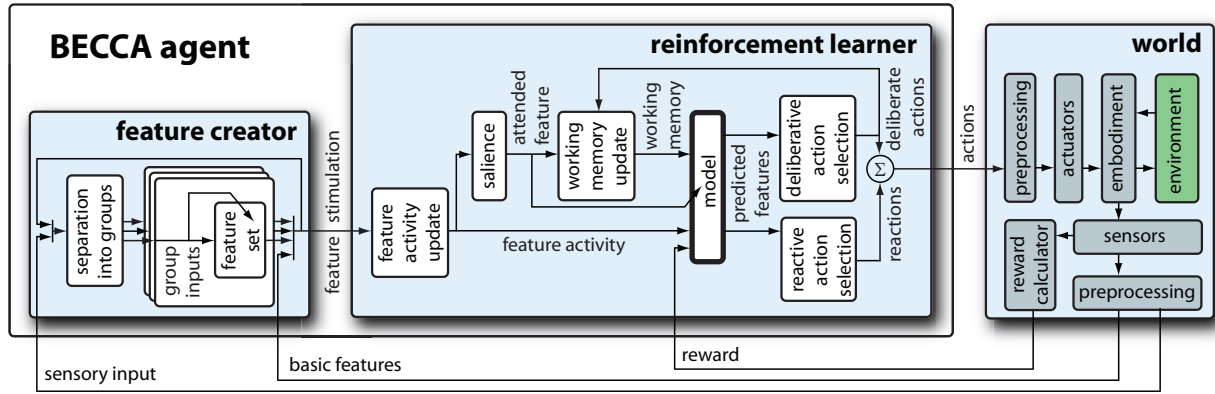 BECCA agent
reinforcement learner
world
feature creator
separation
into groups
group
inputs
feature
set
feature stimulation
feature
activity
update
salience
attended
feature
working
memory
update
working
memory
feature activity
model
predicted
features
deliberative
action
selection
reactive
action
selection
deliberate
actions
Σ
reactions
actions
preprocessing
actuators
embodiment
environment
reward
calculator
sensors
preprocessing
sensory input
basic features
reward